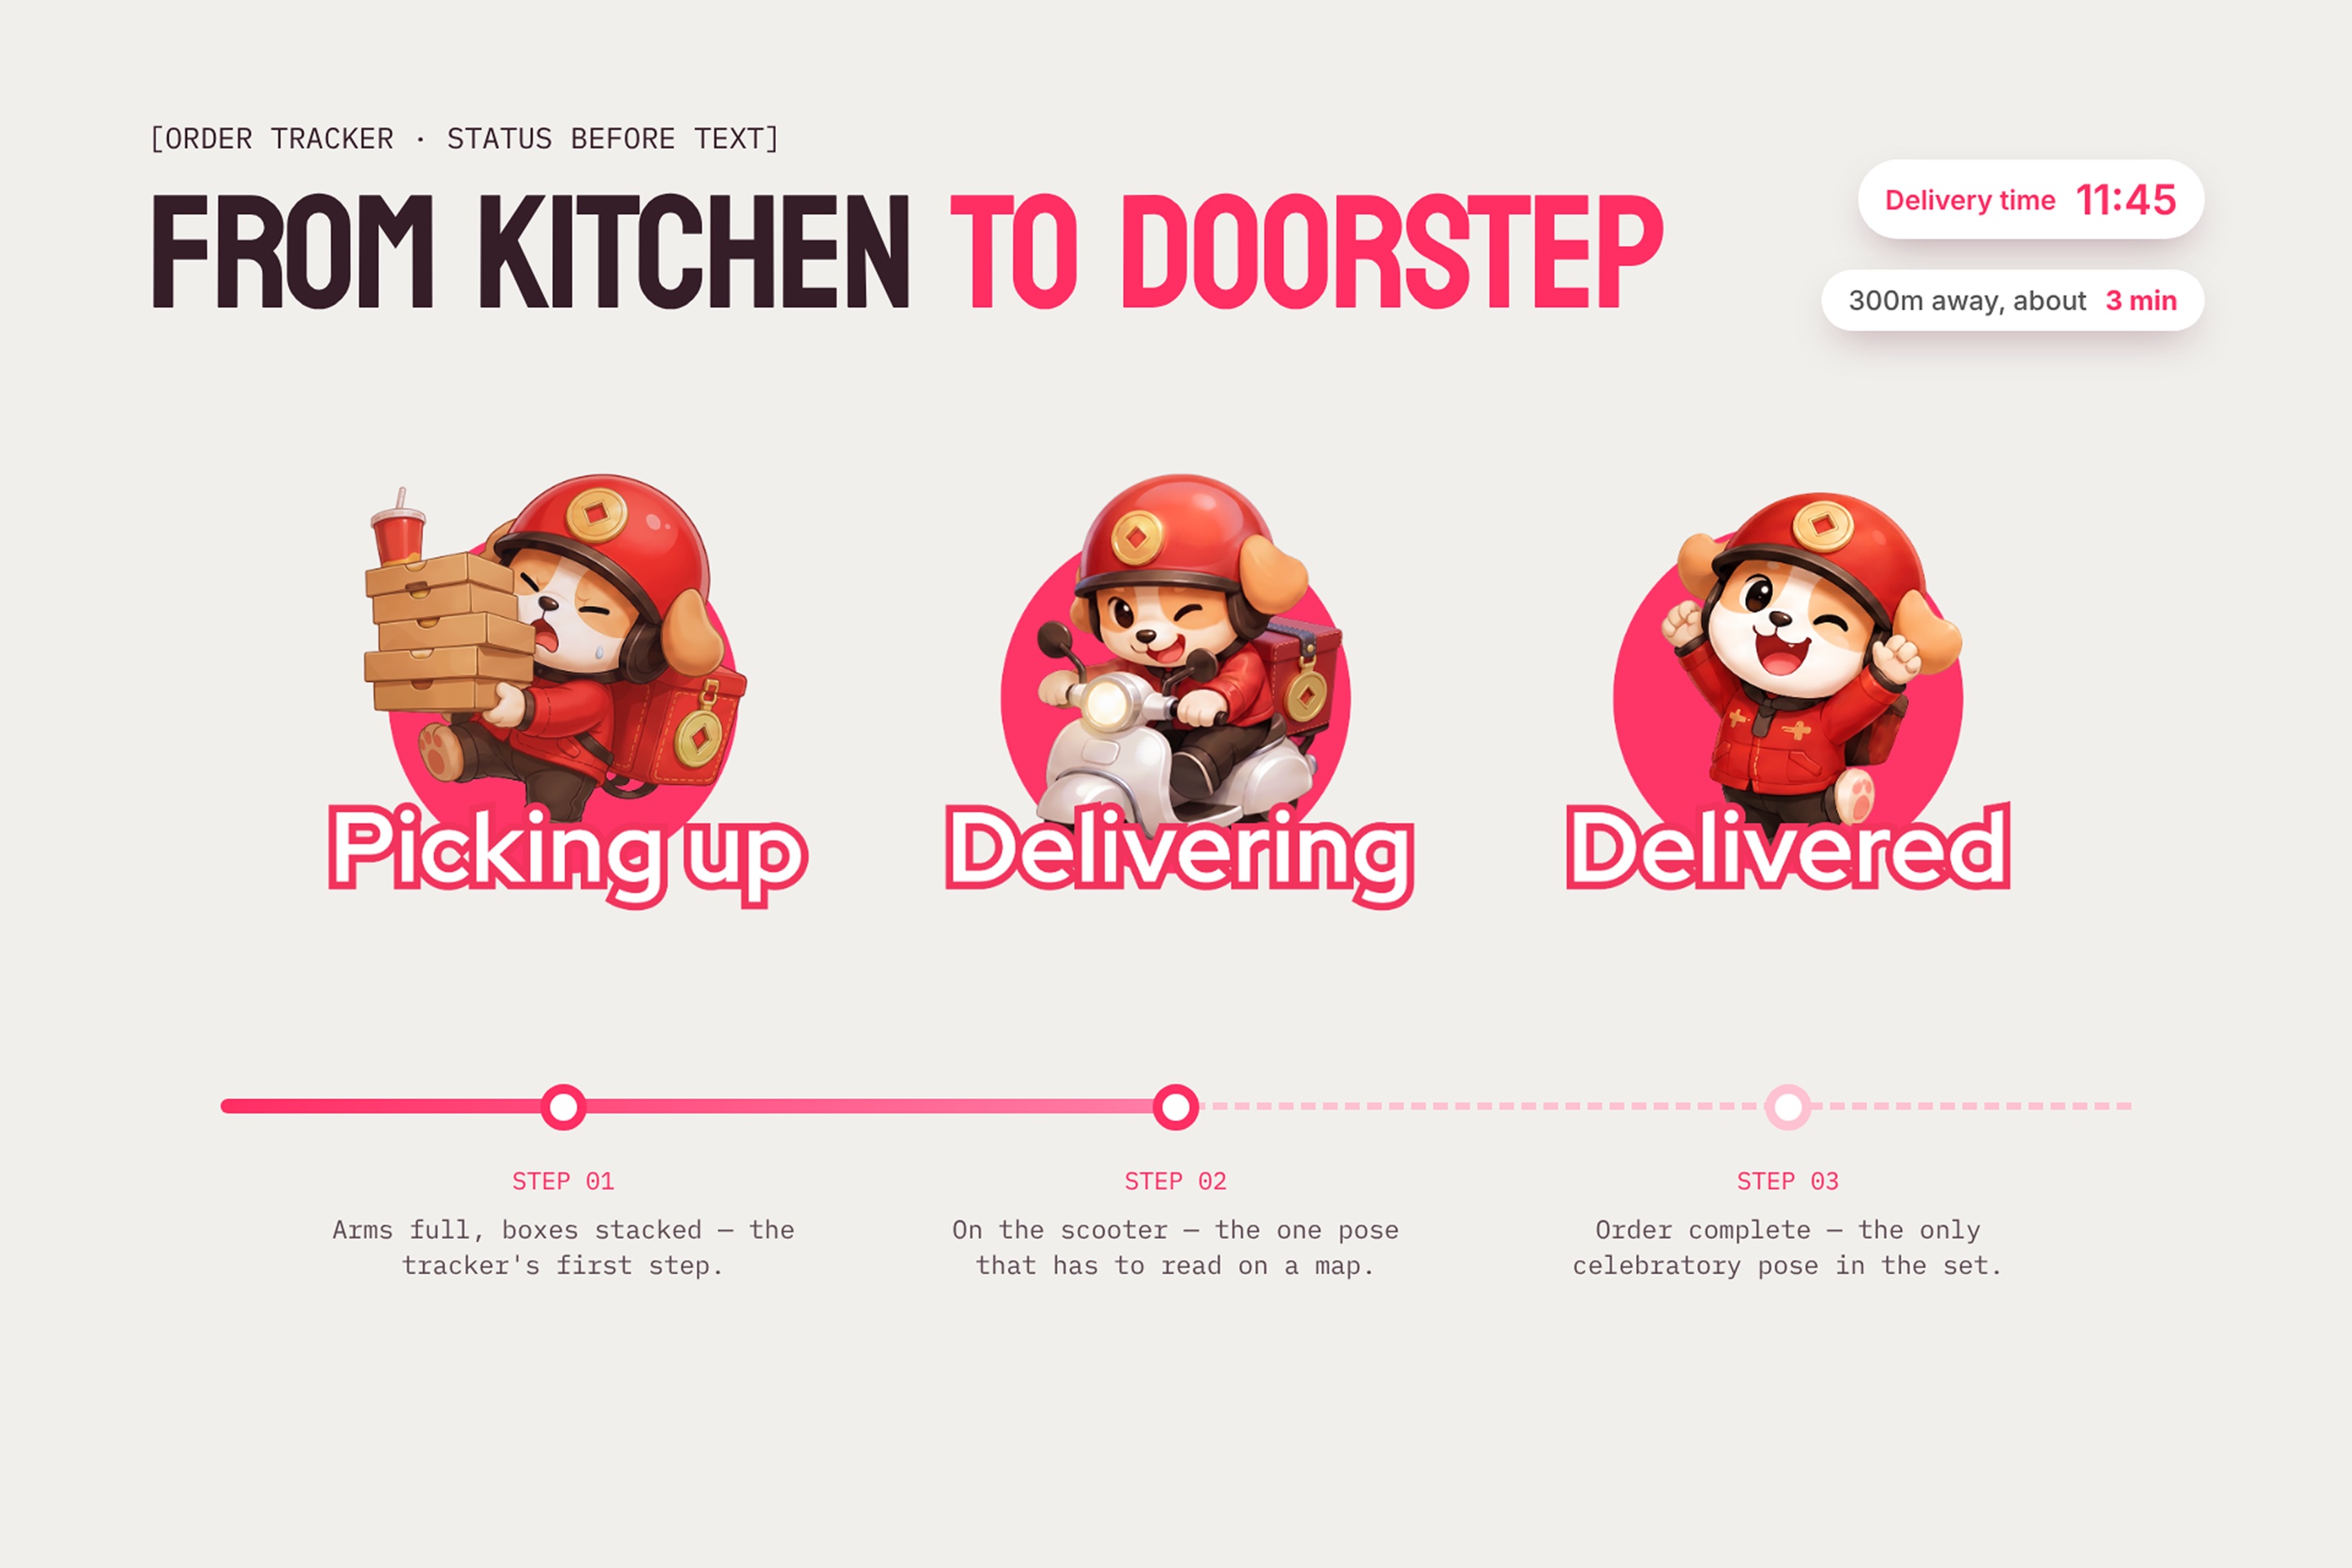 [ORDER TRACKER · STATUS BEFORE TEXT]
FROM KITCHEN TO DOORSTEP
Delivery time 11:45
300m away, about 3 min
Picking up
Delivering
Delivered
STEP 01
Arms full, boxes stacked — the
tracker's first step.
STEP 02
On the scooter — the one pose
that has to read on a map.
STEP 03
Order complete — the only
celebratory pose in the set.